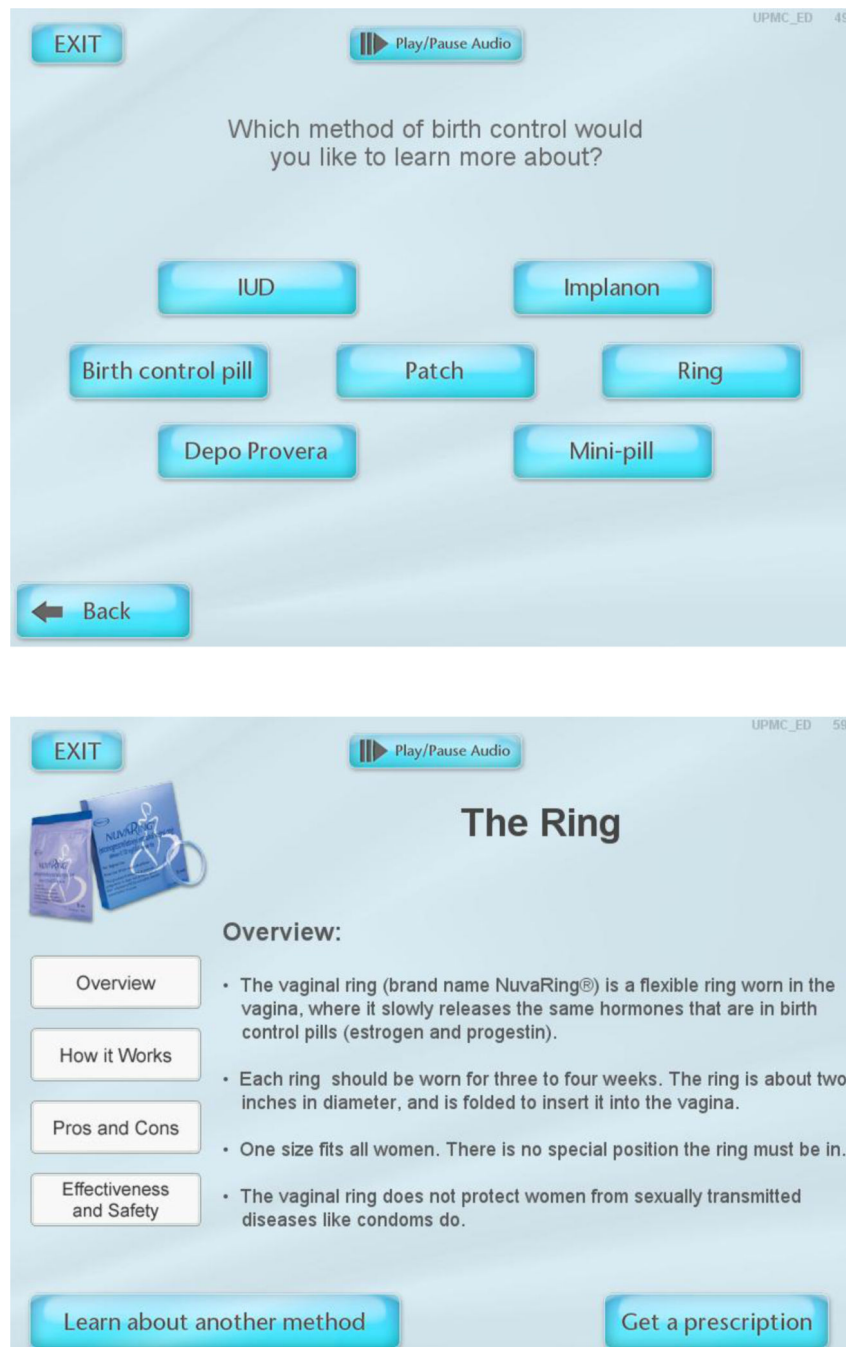 UPMC_ED 49
EXIT
Play/Pause Audio
Which method of birth control would
you like to learn more about?
IUD
Implanon
Birth control pill
Patch
Ring
Depo Provera
Mini-pill
Back
UPMC_ED 59
EXIT
Play/Pause Audio
NUVARING
The Ring
Overview:
Overview
How it Works
Pros and Cons
Effectiveness
and Safety
• The vaginal ring (brand name NuvaRing®) is a flexible ring worn in the
vagina, where it slowly releases the same hormones that are in birth
control pills (estrogen and progestin).
• Each ring should be worn for three to four weeks. The ring is about two
inches in diameter, and is folded to insert it into the vagina.
• One size fits all women. There is no special position the ring must be in.
• The vaginal ring does not protect women from sexually transmitted
diseases like condoms do.
Learn about another method
Get a prescription